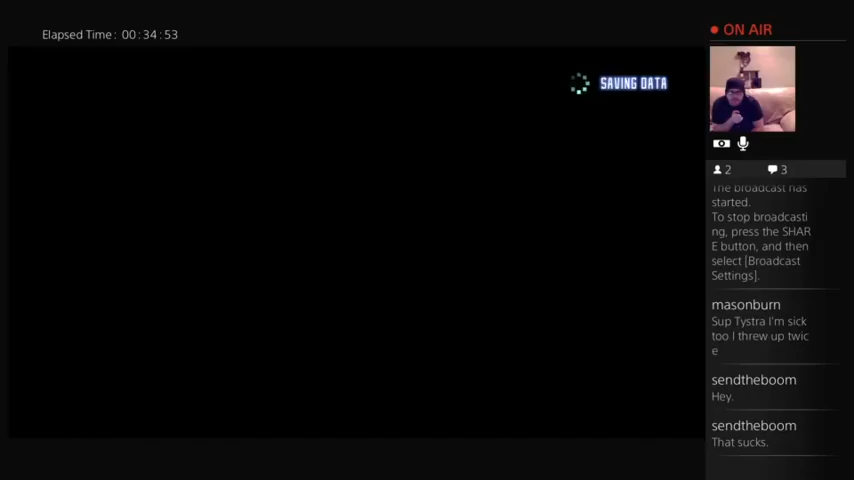 Elapsed Time: 00:34:53
ON AIR
SAVING DATA
2
3
The broadcast has
started.
To stop broadcasti
ng, press the SHAR
E button, and then
select [Broadcast
Settings].
masonburn
Sup Tystra I'm sick
too I threw up twic
e
sendtheboom
Hey.
sendtheboom
That sucks.